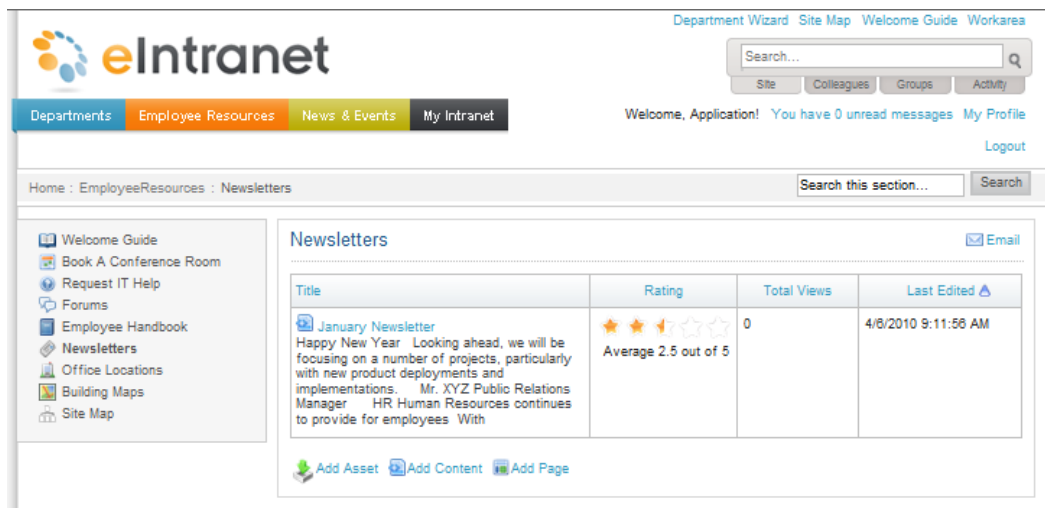 Department Wizard Site Map Welcome Guide Workarea
eIntranet
Search...
Site Colleagues Groups Activity
Departments Employee Resources News & Events My Intranet
Welcome, Application! You have 0 unread messages My Profile
Logout
Home : EmployeeResources : Newsletters
Search this section... Search
Welcome Guide
Book A Conference Room
Request IT Help
Forums
Employee Handbook
Newsletters
Office Locations
Building Maps
Site Map
Newsletters Email
Title Rating Total Views Last Edited
January Newsletter
Happy New Year Looking ahead, we will be
focusing on a number of projects, particularly
with new product deployments and
implementations. Mr. XYZ Public Relations
Manager HR Human Resources continues
to provide for employees With
Average 2.5 out of 5
0
4/6/2010 9:11:56 AM
Add Asset Add Content Add Page